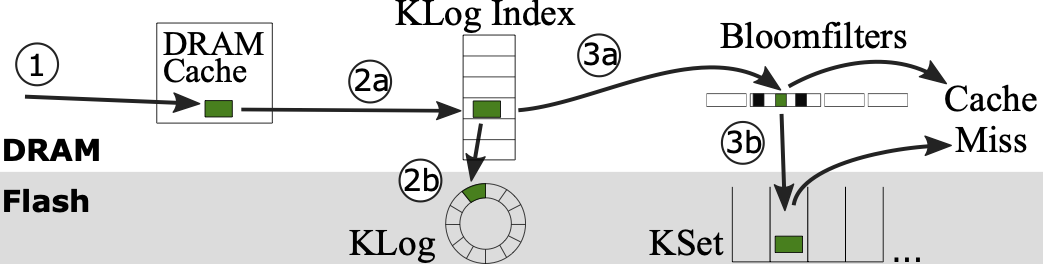 KLog Index
1
DRAM
Cache
2a
3a
Bloomfilters
Cache
Miss
DRAM
3b
Flash
2b
KLog
KSet
...